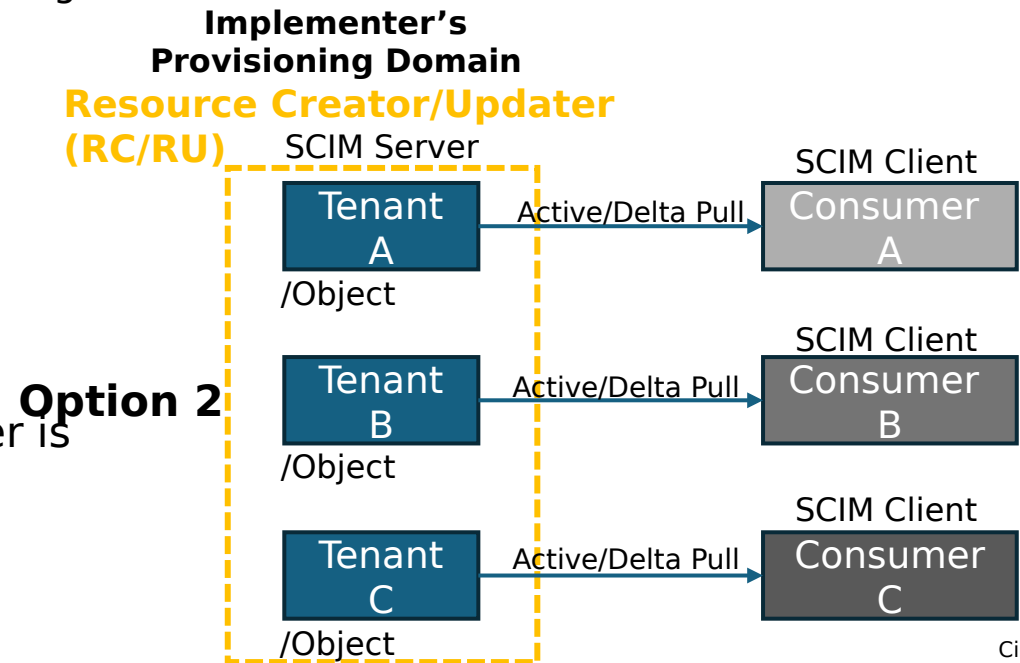 Implementer's
Provisioning Domain
Resource Creator/Updater
(RC/RU)
SCIM Server
SCIM Client
Tenant
A
Active/Delta Pull
Consumer
A
/Object
SCIM Client
Option 2
Tenant
B
Active/Delta Pull
Consumer
B
is
/Object
SCIM Client
Tenant
C
Active/Delta Pull
Consumer
C
/Object